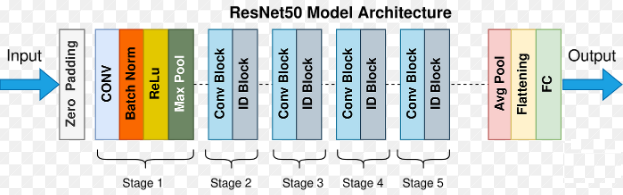 ResNet50 Model Architecture
Input
Zero Padding
CONV
Batch Norm
ReLu
Max Pool
Conv Block
ID Block
Conv Block
ID Block
Conv Block
ID Block
Conv Block
ID Block
Avg Pool
Flattening
FC
Output
Stage 1
Stage 2
Stage 3
Stage 4
Stage 5